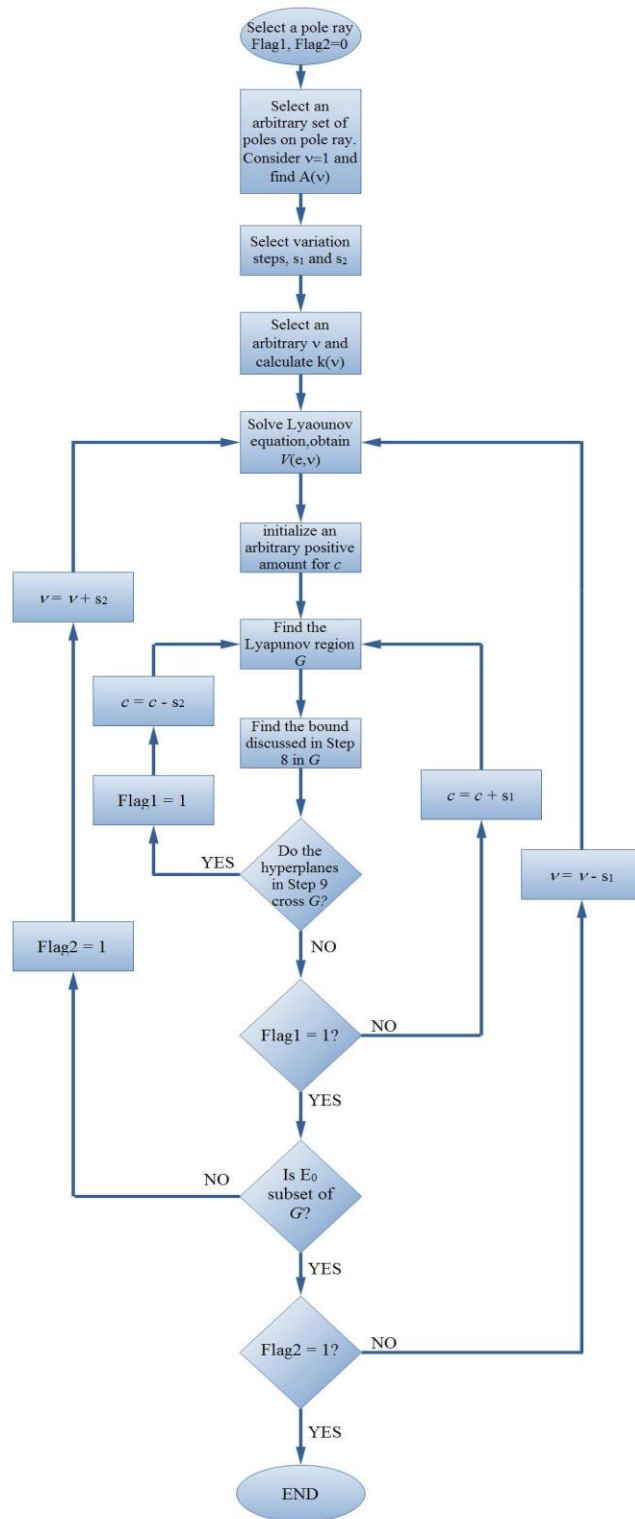 Select a pole ray
Flag1, Flag2=0
Select an
arbitrary set of
poles on pole ray.
Consider ν=1 and
find A(ν)
Select variation
steps, s₁ and s₂
Select an
arbitrary ν and
calculate k(ν)
Solve Lyaounov
equation,obtain
V(e,ν)
initialize an
arbitrary positive
amount for c
ν = ν + s₂
Find the
Lyapunov region
G
c = c - s₂
Find the bound
discussed in Step
8 in G
c = c + s₁
Flag1 = 1
Do the
hyperplanes
in Step 9
cross G?
YES
ν = ν - s₁
Flag2 = 1
NO
Flag1 = 1?
NO
YES
Is E₀
subset of
G?
NO
YES
Flag2 = 1?
NO
YES
END